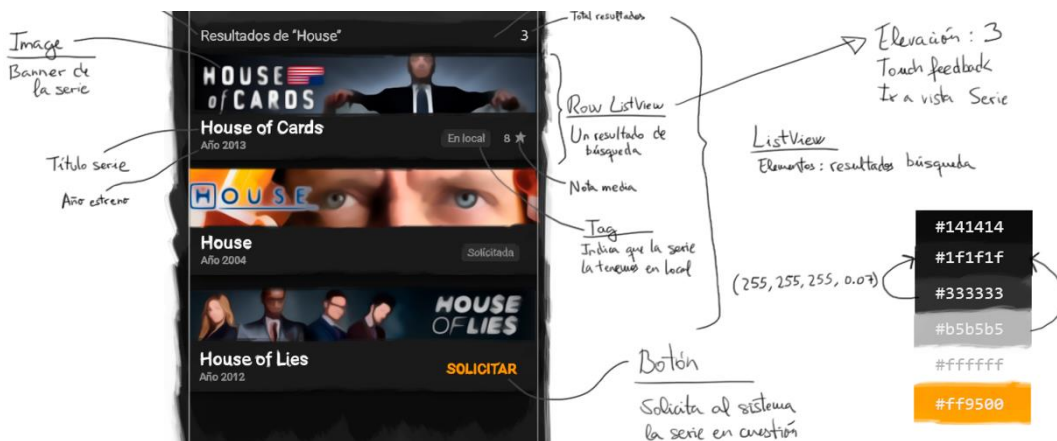 Image
Banner de
la serie
Título serie
Año estreno
Resultados de "House"
3
HOUSE
of CARDS
House of Cards
Año 2013
En local
8 ★
HOUSE
House
Año 2004
Solicitada
HOUSE
OF LIES
House of Lies
Año 2012
SOLICITAR
Total resultados
Row ListView
Un resultado de
búsqueda
Nota media
Tag
Indica que la serie
la tenemos en local
Botón
Solicita al sistema
la serie en cuestión
Elevación: 3
Touch feedback
Ir a vista Serie
ListView
Elementos: resultados búsqueda
(255, 255, 255, 0.07)
#141414
#1f1f1f
#333333
#b5b5b5
#ffffff
#ff9500